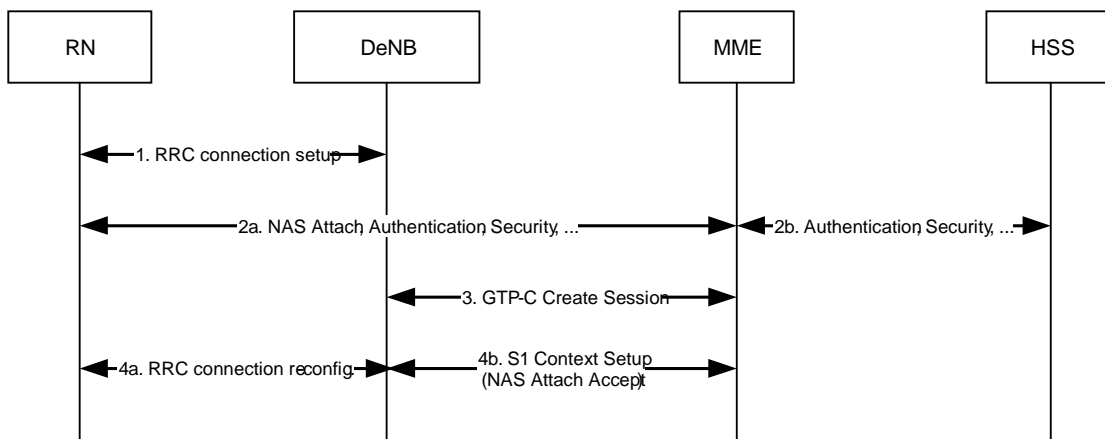 RN
DeNB
MME
HSS
1. RRC connection setup
2a. NAS Attach, Authentication, Security, ...
2b. Authentication, Security, ...
3. GTP-C Create Session
4a. RRC connection reconfig.
4b. S1 Context Setup
(NAS Attach Accept)